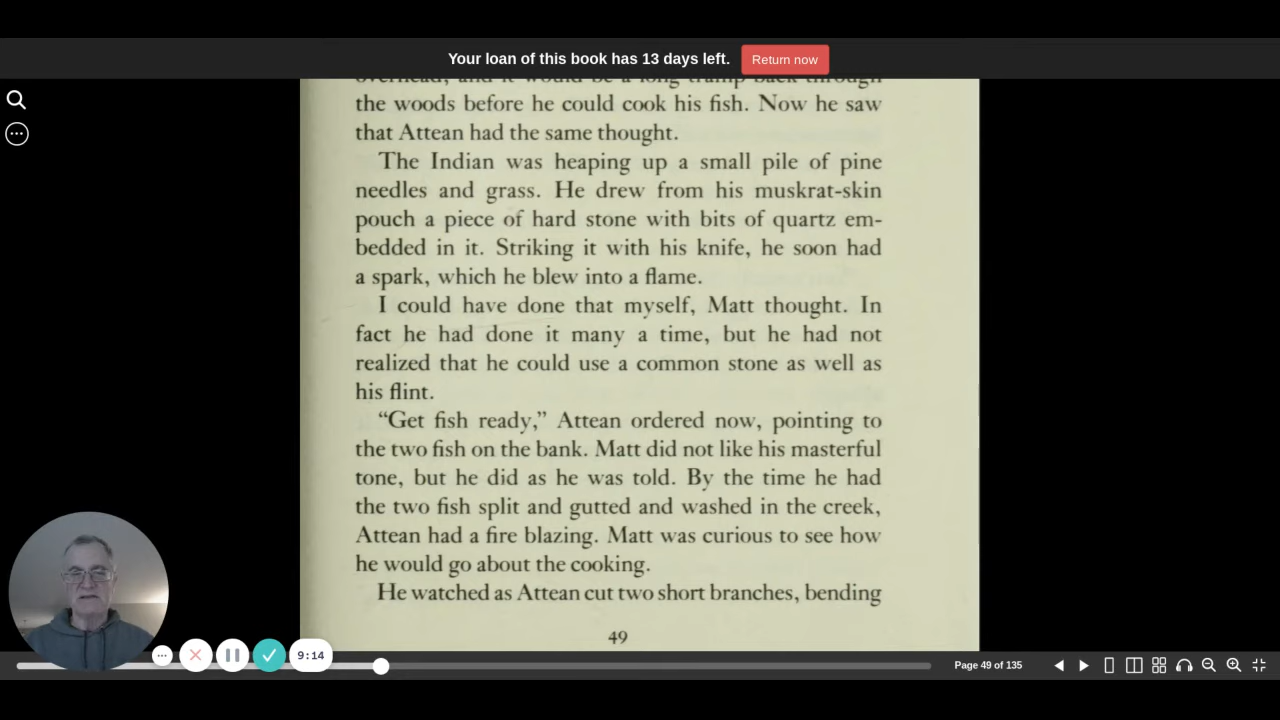 Your loan of this book has 13 days left. Return now
overhead, and it would be a long tramp back through
the woods before he could cook his fish. Now he saw
that Attean had the same thought.
The Indian was heaping up a small pile of pine
needles and grass. He drew from his muskrat-skin
pouch a piece of hard stone with bits of quartz em-
bedded in it. Striking it with his knife, he soon had
a spark, which he blew into a flame.
I could have done that myself, Matt thought. In
fact he had done it many a time, but he had not
realized that he could use a common stone as well as
his flint.
“Get fish ready,” Attean ordered now, pointing to
the two fish on the bank. Matt did not like his masterful
tone, but he did as he was told. By the time he had
the two fish split and gutted and washed in the creek,
Attean had a fire blazing. Matt was curious to see how
he would go about the cooking.
He watched as Attean cut two short branches, bending
49
9:14
Page 49 of 135